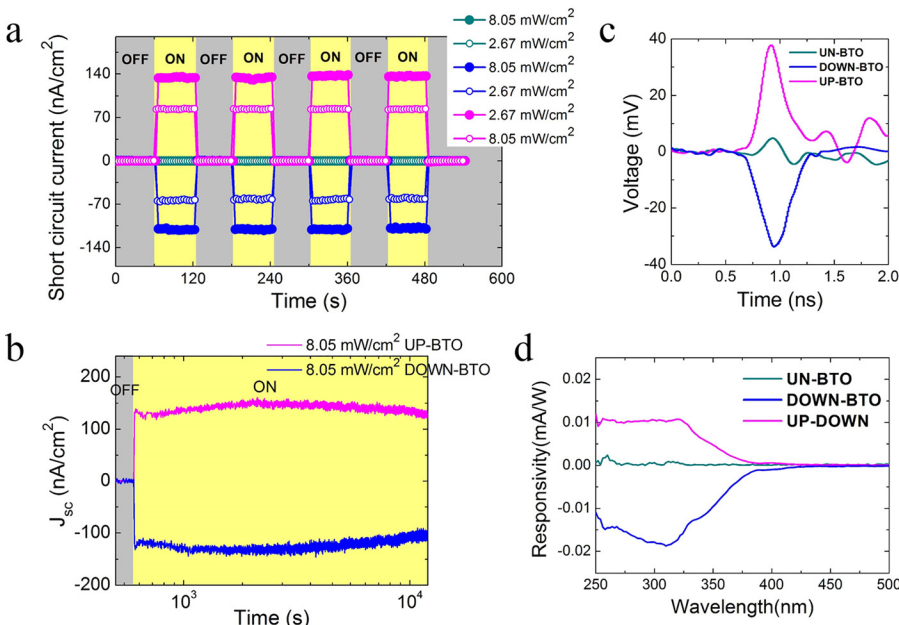 a
8.05 mW/cm²
2.67 mW/cm²
8.05 mW/cm²
2.67 mW/cm²
2.67 mW/cm²
8.05 mW/cm²
OFF ON OFF ON OFF ON OFF ON
140
70
0
-70
-140
Short circuit current (nA/cm²)
0 120 240 360 480 600
Time (s)
c
UN-BTO
DOWN-BTO
UP-BTO
40
20
0
-20
-40
Voltage (mV)
0.0 0.5 1.0 1.5 2.0
Time (ns)
b
8.05 mW/cm² UP-BTO
8.05 mW/cm² DOWN-BTO
OFF ON
200
100
0
-100
-200
Jsc (nA/cm²)
10³ 10⁴
Time (s)
d
UN-BTO
DOWN-BTO
UP-DOWN
0.02
0.01
0.00
-0.01
-0.02
Responsivity(mA/W)
250 300 350 400 450 500
Wavelength(nm)